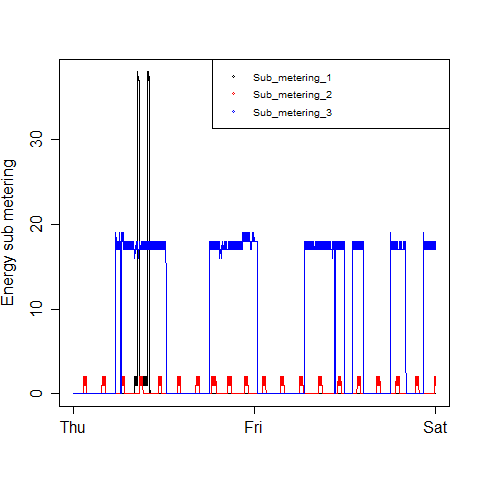 Sub_metering_1
Sub_metering_2
Sub_metering_3
Energy sub metering
30
20
10
0
Thu
Fri
Sat